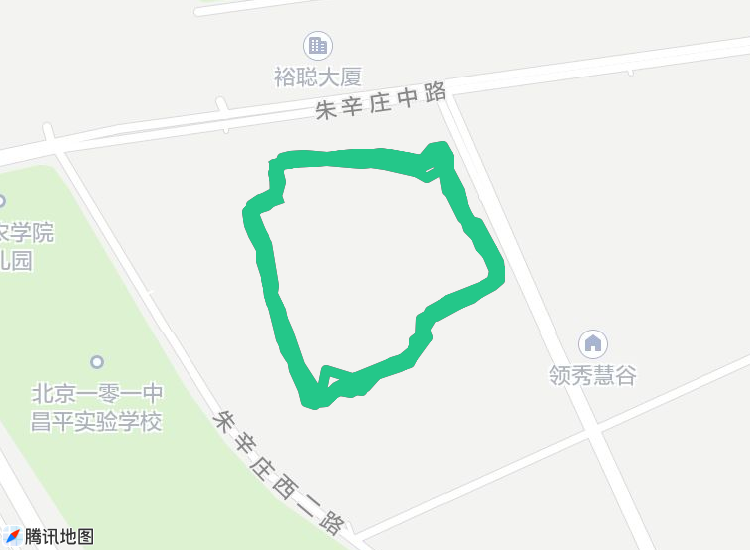 裕聪大厦
朱辛庄中路
农学院
儿园
领秀慧谷
北京一零一中
昌平实验学校
朱辛庄西二路
腾讯地图